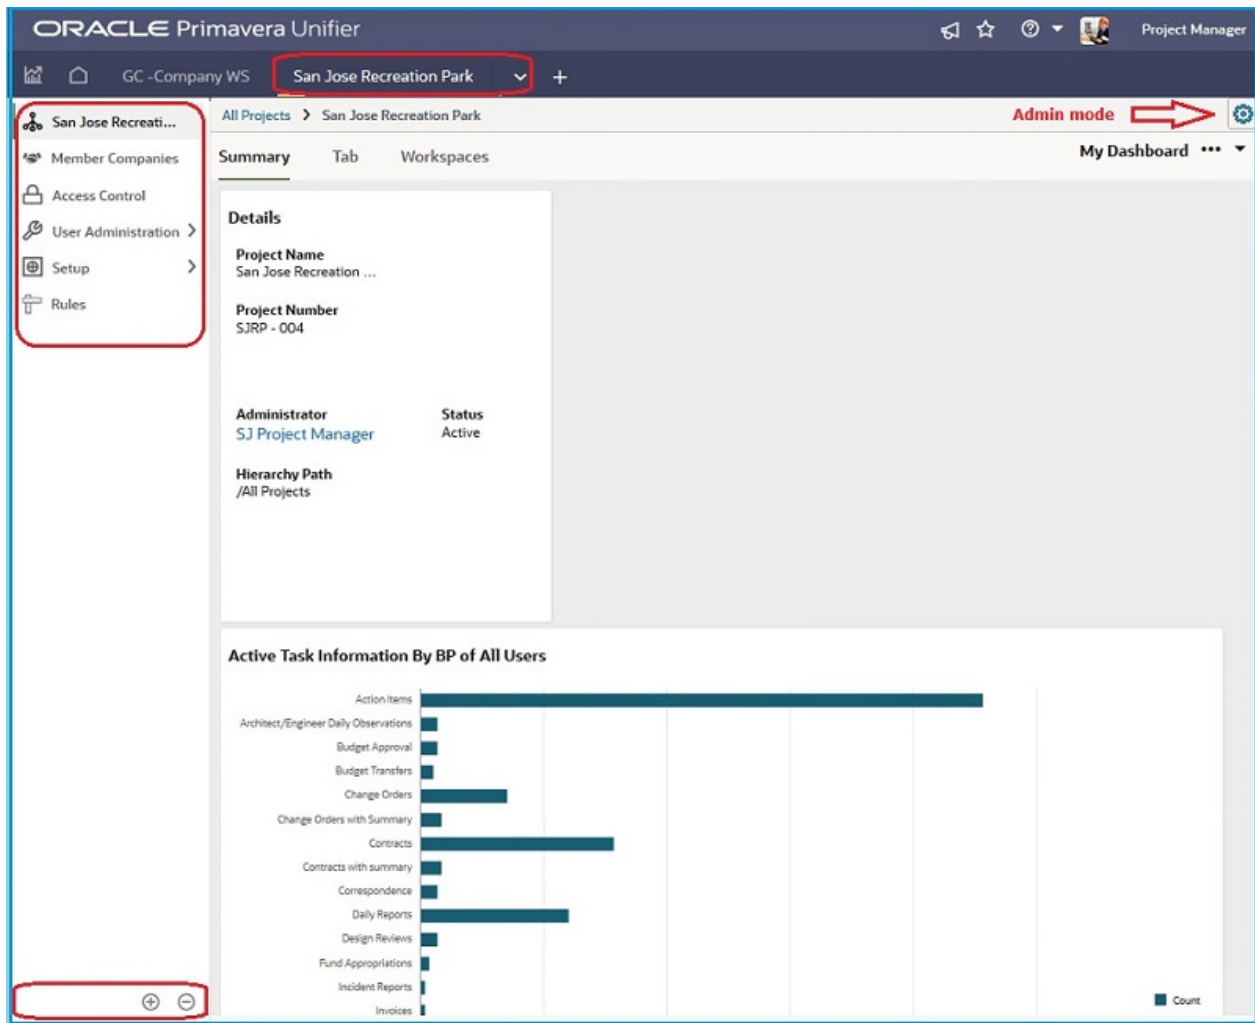 ORACLE Primavera Unifier
Project Manager
GC -Company WS
San Jose Recreation Park
San Jose Recreati...
Member Companies
Access Control
User Administration
Setup
Rules
All Projects > San Jose Recreation Park
Admin mode
Summary Tab Workspaces
My Dashboard ...
Details
Project Name
San Jose Recreation ...
Project Number
SJRP - 004
Administrator Status
SJ Project Manager Active
Hierarchy Path
/All Projects
Active Task Information By BP of All Users
Action Items
Architect/Engineer Daily Observations
Budget Approval
Budget Transfers
Change Orders
Change Orders with Summary
Contracts
Contracts with summary
Correspondence
Daily Reports
Design Reviews
Fund Appropriations
Incident Reports
Invoices
Count